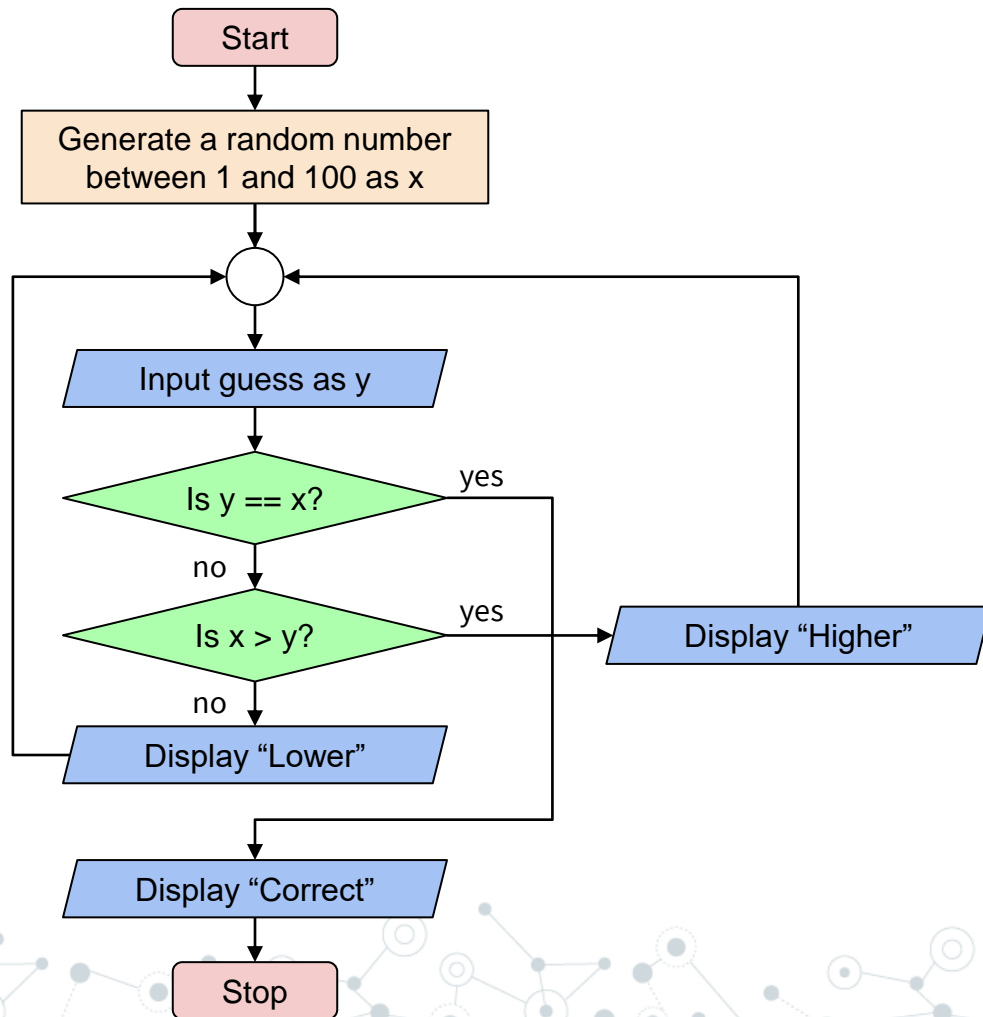 Start
Generate a random number
between 1 and 100 as x
Input guess as y
Is y == x?
yes
no
Is x > y?
yes
Display “Higher”
no
Display “Lower”
Display “Correct”
Stop